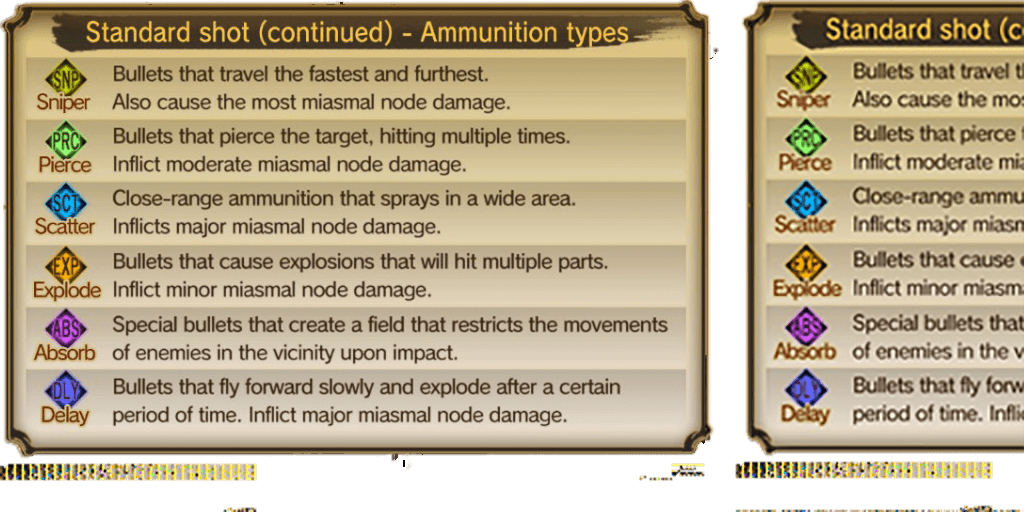 Standard shot (continued) - Ammunition types
SNP
Sniper
Bullets that travel the fastest and furthest.
Also cause the most miasmal node damage.
PRC
Pierce
Bullets that pierce the target, hitting multiple times.
Inflict moderate miasmal node damage.
SCT
Scatter
Close-range ammunition that sprays in a wide area.
Inflicts major miasmal node damage.
EXP
Explode
Bullets that cause explosions that will hit multiple parts.
Inflict minor miasmal node damage.
ABS
Absorb
Special bullets that create a field that restricts the movements
of enemies in the vicinity upon impact.
DLY
Delay
Bullets that fly forward slowly and explode after a certain
period of time. Inflict major miasmal node damage.
Standard shot
SNP
Sniper
Bullets that travel
Also cause the
PRC
Pierce
Bullets that pierce
Inflict moderate
SCT
Scatter
Close-range
Inflicts major
EXP
Explode
Bullets that cause
Inflict minor
ABS
Absorb
Special bullets that
of enemies in the
DLY
Delay
Bullets that fly
period of time.